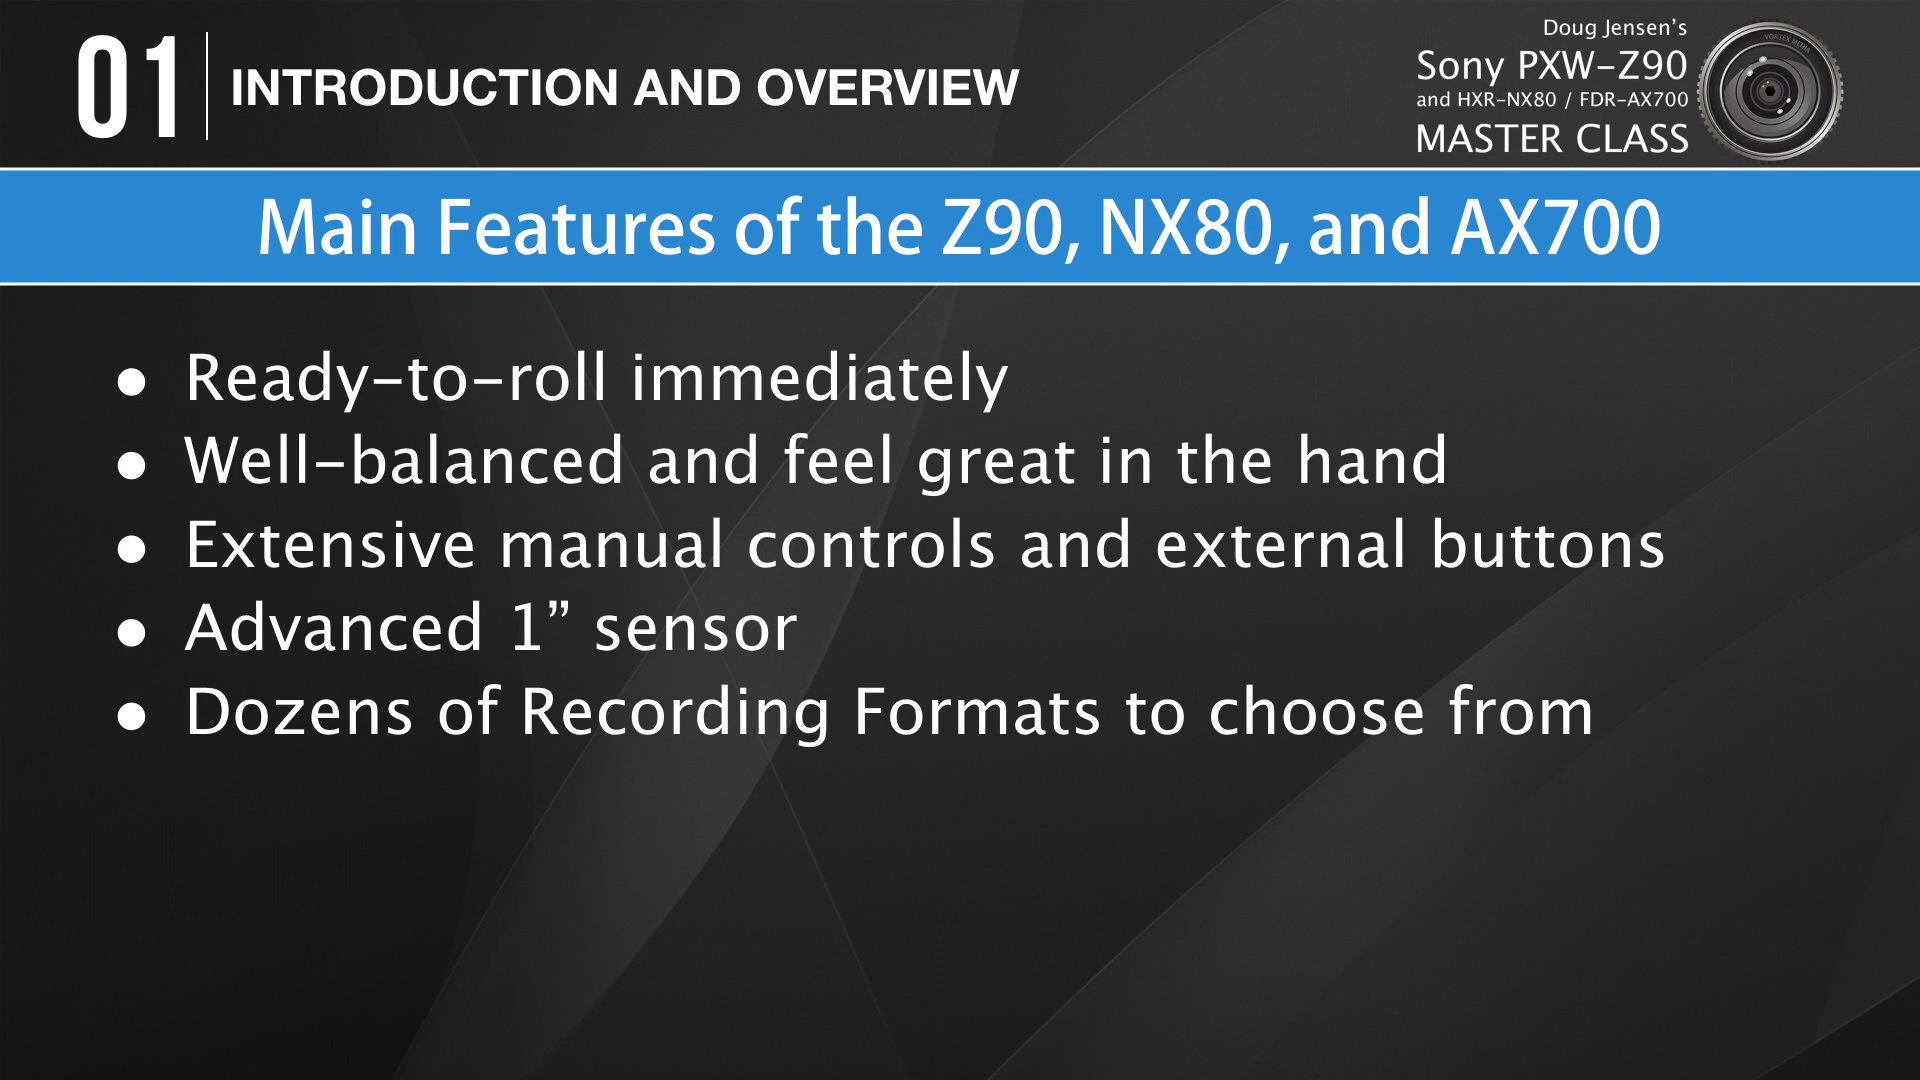 01
INTRODUCTION AND OVERVIEW
Doug Jensen’s
Sony PXW-Z90
and HXR-NX80 / FDR-AX700
MASTER CLASS
VORTEX MEDIA
Main Features of the Z90, NX80, and AX700
● Ready-to-roll immediately
● Well-balanced and feel great in the hand
● Extensive manual controls and external buttons
● Advanced 1” sensor
● Dozens of Recording Formats to choose from